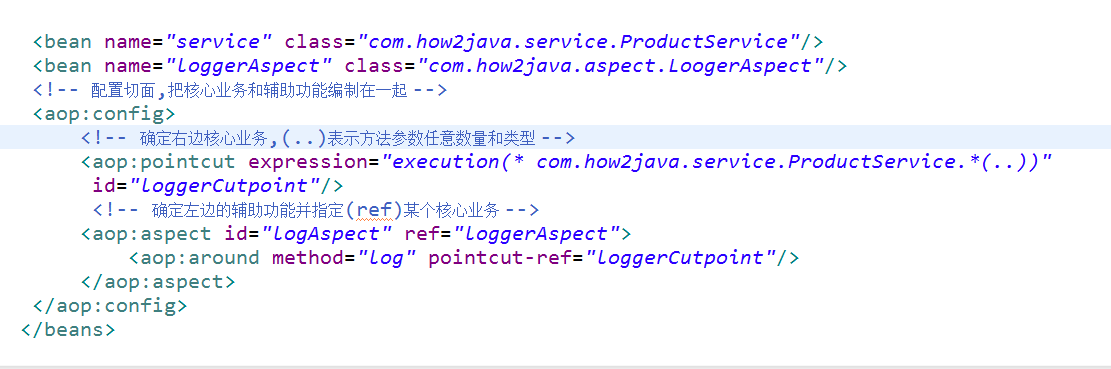 <bean name="service" class="com.how2java.service.ProductService"/>
<bean name="loggerAspect" class="com.how2java.aspect.LoogerAspect"/>
<!-- 配置切面,把核心业务和辅助功能编制在一起 -->
<aop:config>
<!-- 确定右边核心业务,(..)表示方法参数任意数量和类型 -->
<aop:pointcut expression="execution(* com.how2java.service.ProductService.*(..))"
id="loggerCutpoint"/>
<!-- 确定左边的辅助功能并指定(ref)某个核心业务 -->
<aop:aspect id="logAspect" ref="loggerAspect">
<aop:around method="log" pointcut-ref="loggerCutpoint"/>
</aop:aspect>
</aop:config>
</beans>